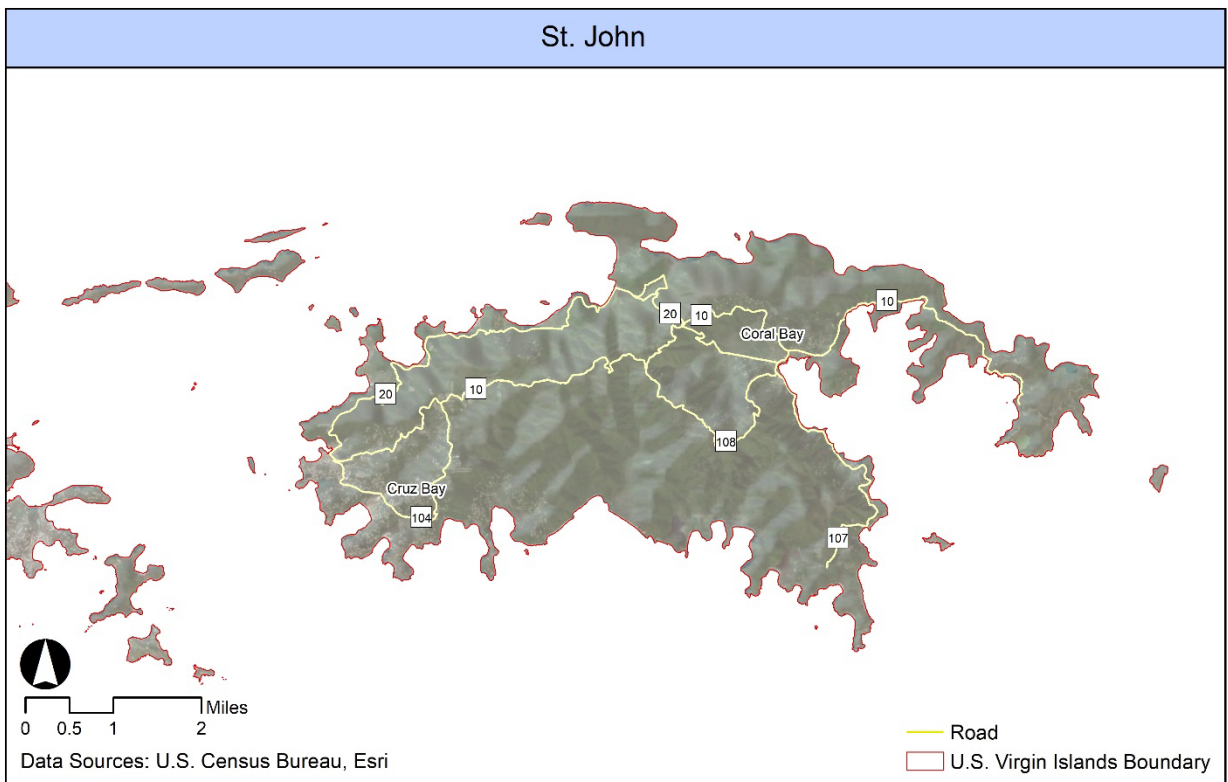 St. John
10
20
10
Coral Bay
20
10
108
Cruz Bay
104
107
Miles
0 0.5 1 2
Road
Data Sources: U.S. Census Bureau, Esri
U.S. Virgin Islands Boundary